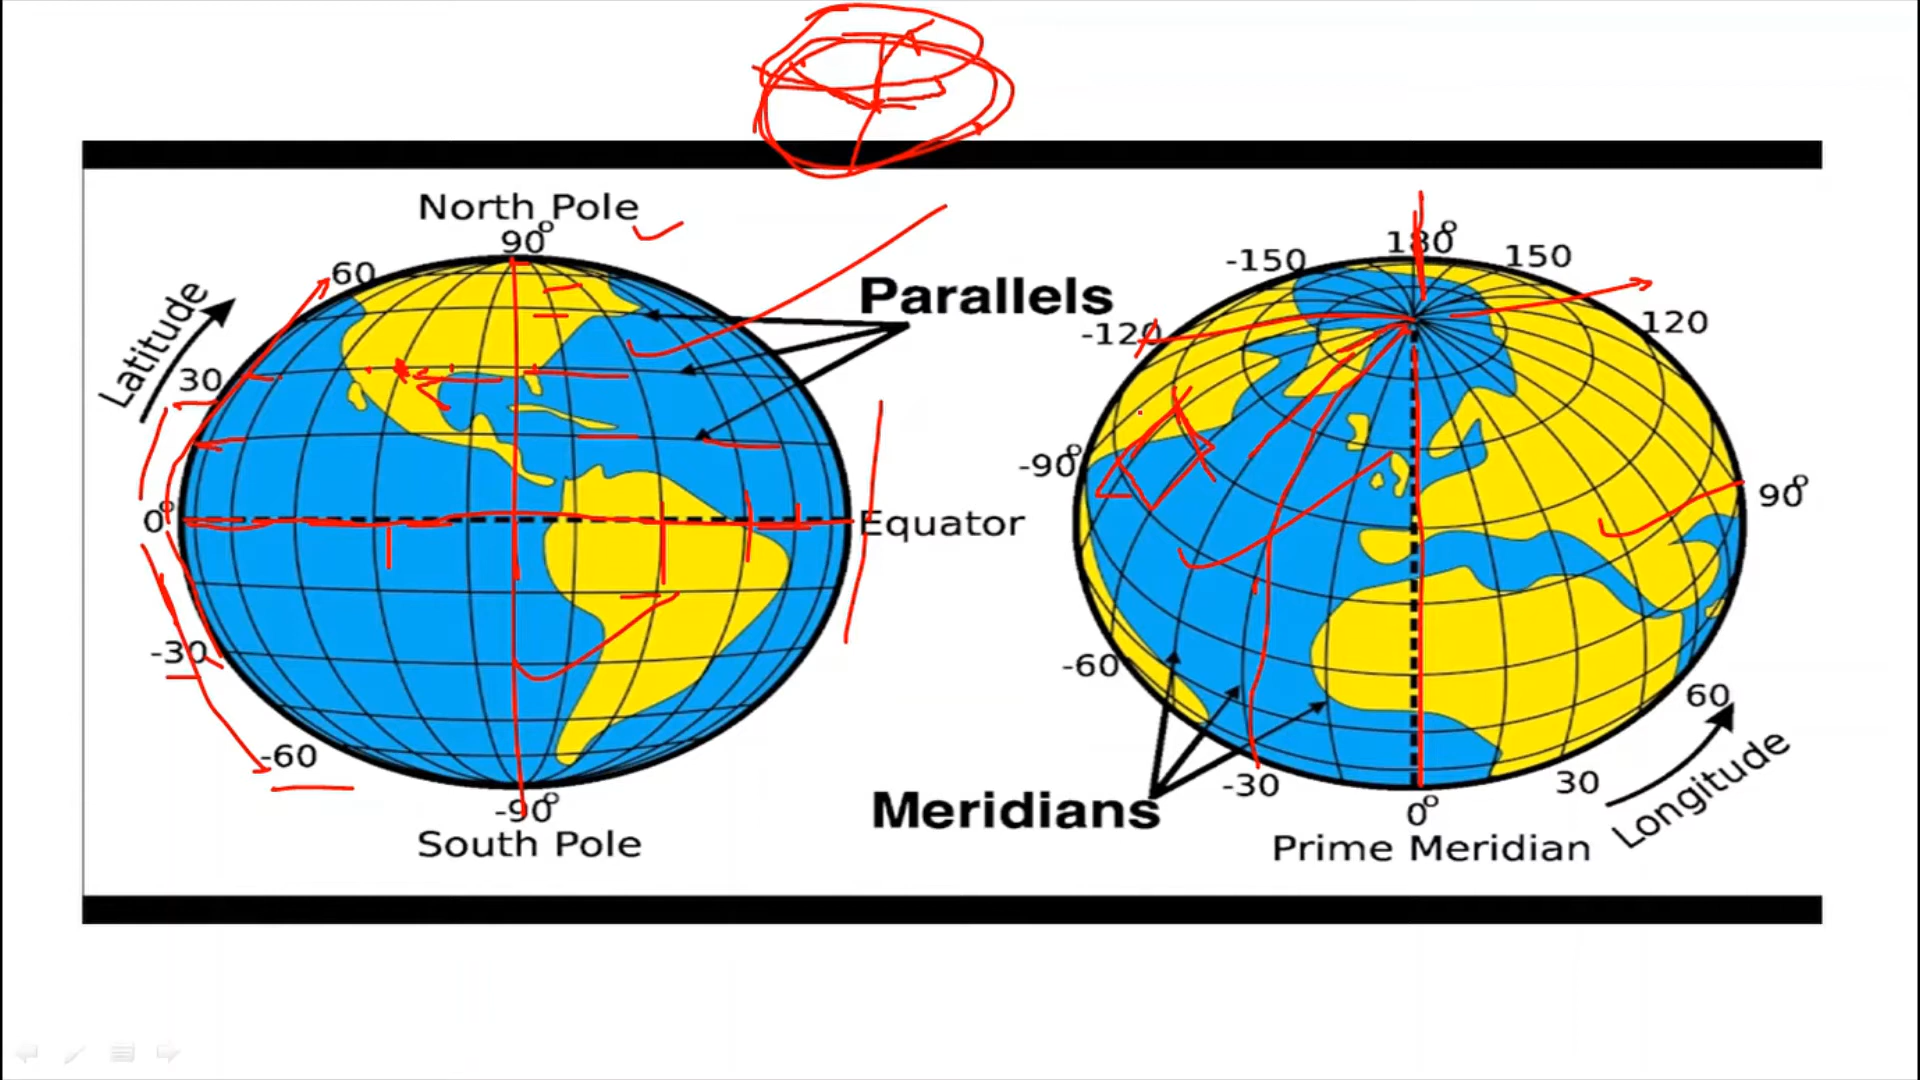 North Pole
90°
60
Latitude
30
0°
-30
-60
-90°
South Pole
Parallels
Equator
Meridians
180°
-150
150
-120
120
-90°
90°
-60
60
-30
30
0°
Longitude
Prime Meridian